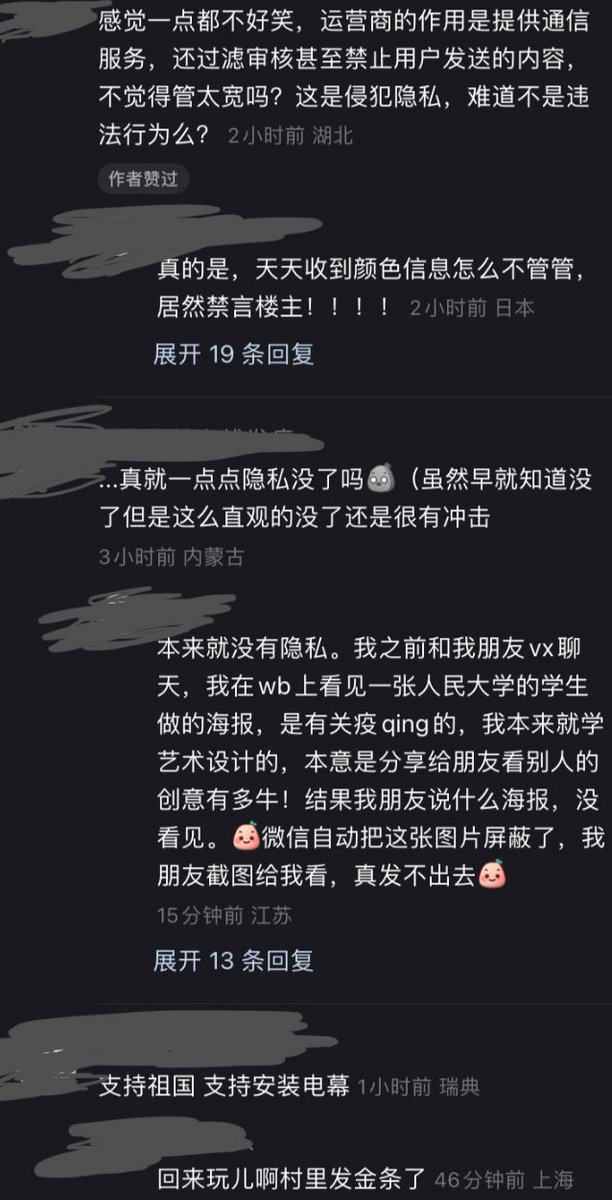 感觉一点都不好笑，运营商的作用是提供通信
服务，还过滤审核甚至禁止用户发送的内容，
不觉得管太宽吗？这是侵犯隐私，难道不是违
法行为么？ 2小时前 湖北
作者赞过
真的是，天天收到颜色信息怎么不管管，
居然禁言楼主！！！！ 2小时前 日本
展开 19 条回复
...真就一点点隐私没了吗（虽然早就知道没
了但是这么直观的没了还是很有冲击
3小时前 内蒙古
本来就没有隐私。我之前和我朋友vx聊
天，我在wb上看见一张人民大学的学生
做的海报，是有关疫qing的，我本来就学
艺术设计的，本意是分享给朋友看别人的
创意有多牛！结果我朋友说什么海报，没
看见。微信自动把这张图片屏蔽了，我
朋友截图给我看，真发不出去
15分钟前 江苏
展开 13 条回复
支持祖国 支持安装电幕 1小时前 瑞典
回来玩儿啊村里发金条了 46分钟前 上海